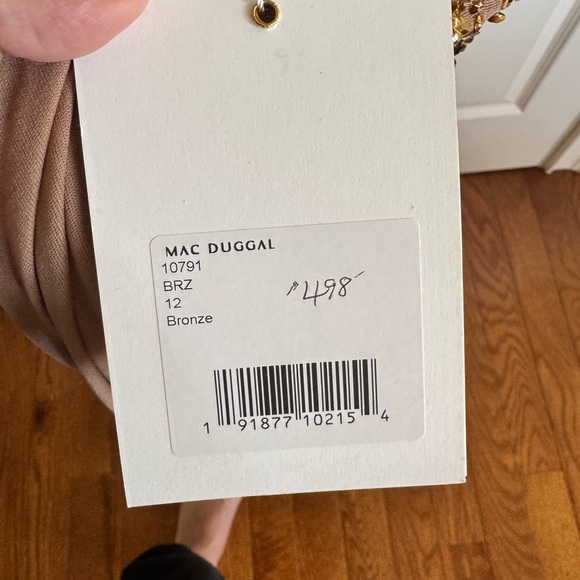 MAC DUGGAL
10791
BRZ
12
Bronze
$498-
1 91877 10215 4